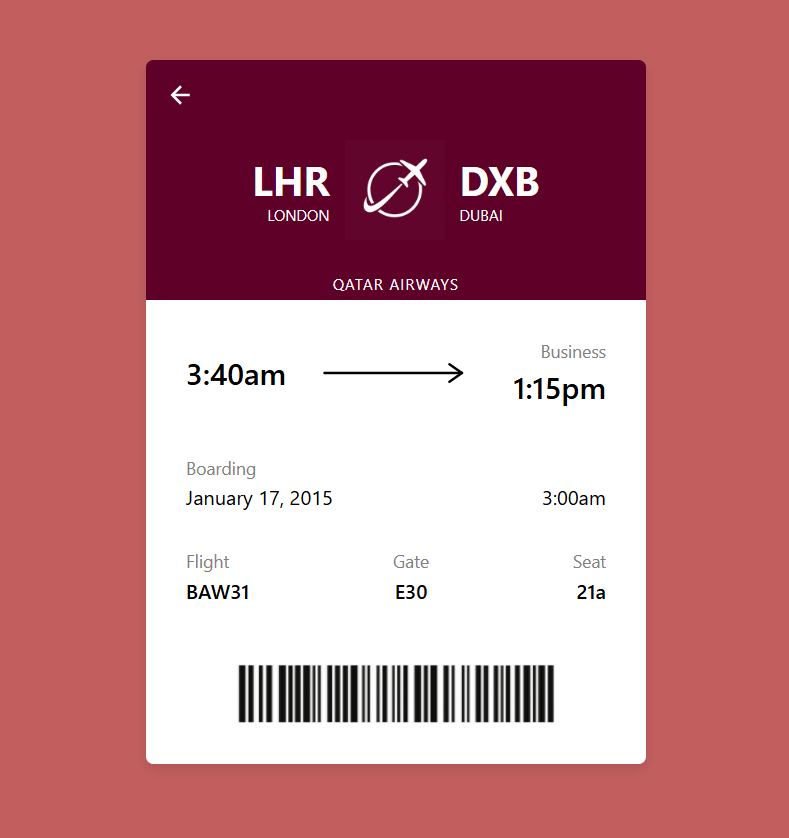 LHR DXB
LONDON DUBAI
QATAR AIRWAYS
Business
3:40am 1:15pm
Boarding
January 17, 2015 3:00am
Flight Gate Seat
BAW31 E30 21a